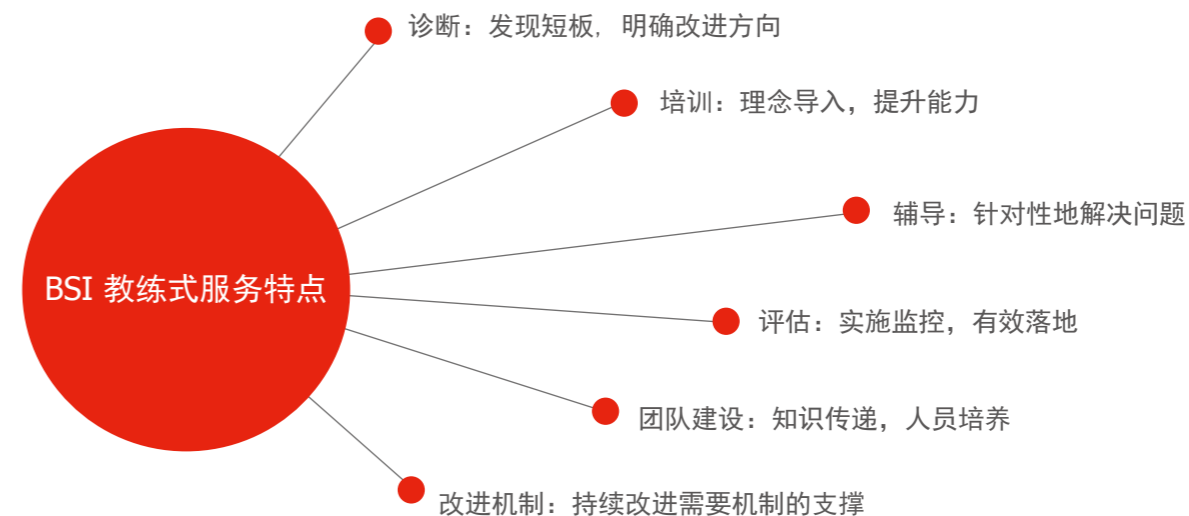 诊断：发现短板，明确改进方向
培训：理念导入，提升能力
辅导：针对性地解决问题
BSI 教练式服务特点
评估：实施监控，有效落地
团队建设：知识传递，人员培养
改进机制：持续改进需要机制的支撑